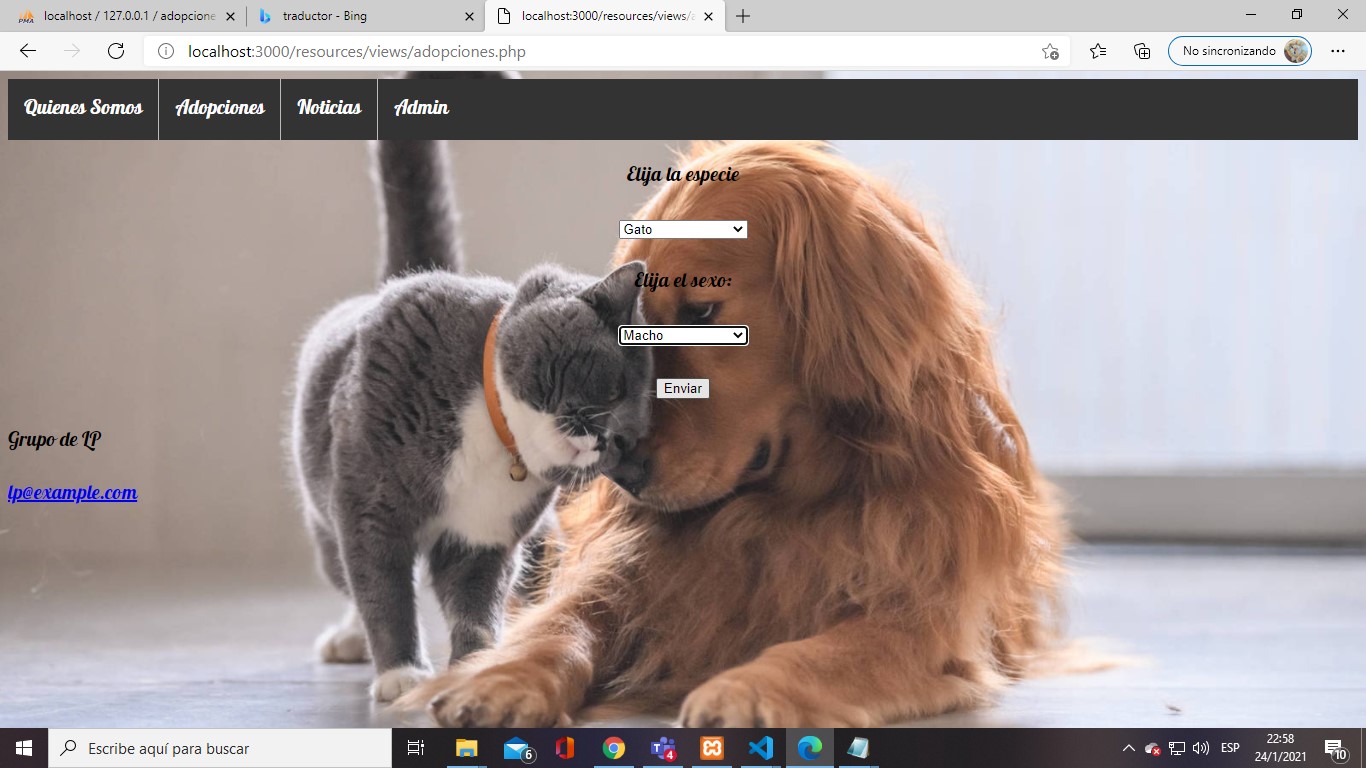 localhost / 127.0.0.1 / adopcione
traductor - Bing
localhost:3000/resources/views/a
localhost:3000/resources/views/adopciones.php
No sincronizando
Quienes Somos
Adopciones
Noticias
Admin
Elija la especie
Gato
Elija el sexo:
Macho
Enviar
Grupo de LP
lp@example.com
Escribe aquí para buscar
6
4
ESP
22:58
24/1/2021
10